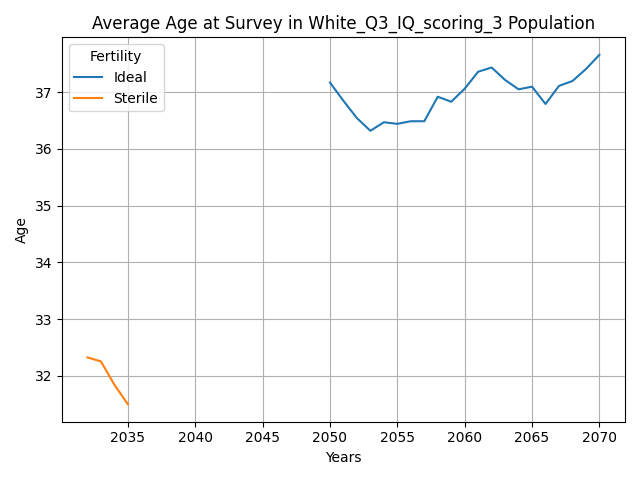 Average Age at Survey in White_Q3_IQ_scoring_3 Population
Fertility
Ideal
Sterile
37
36
35
34
33
32
Age
2035 2040 2045 2050 2055 2060 2065 2070
Years